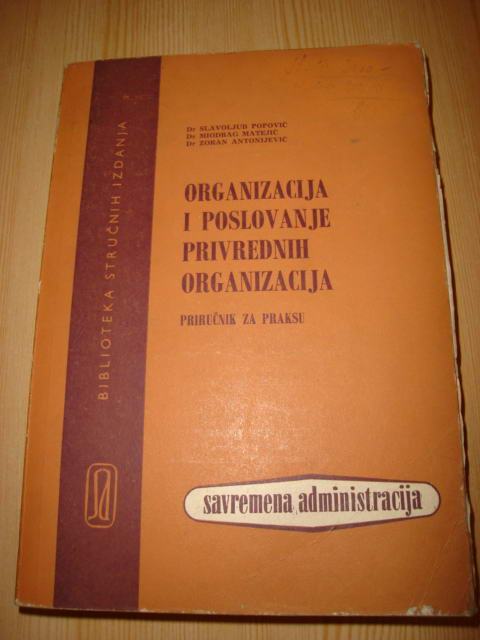 Dr SLAVOLJUB POPOVIĆ
Dr MIODRAG MATEJIĆ
Dr ZORAN ANTONIJEVIĆ
ORGANIZACIJA
I POSLOVANJE
PRIVREDNIH
ORGANIZACIJA
PRIRUČNIK ZA PRAKSU
BIBLIOTEKA STRUČNIH IZDANJA
savremena administracija